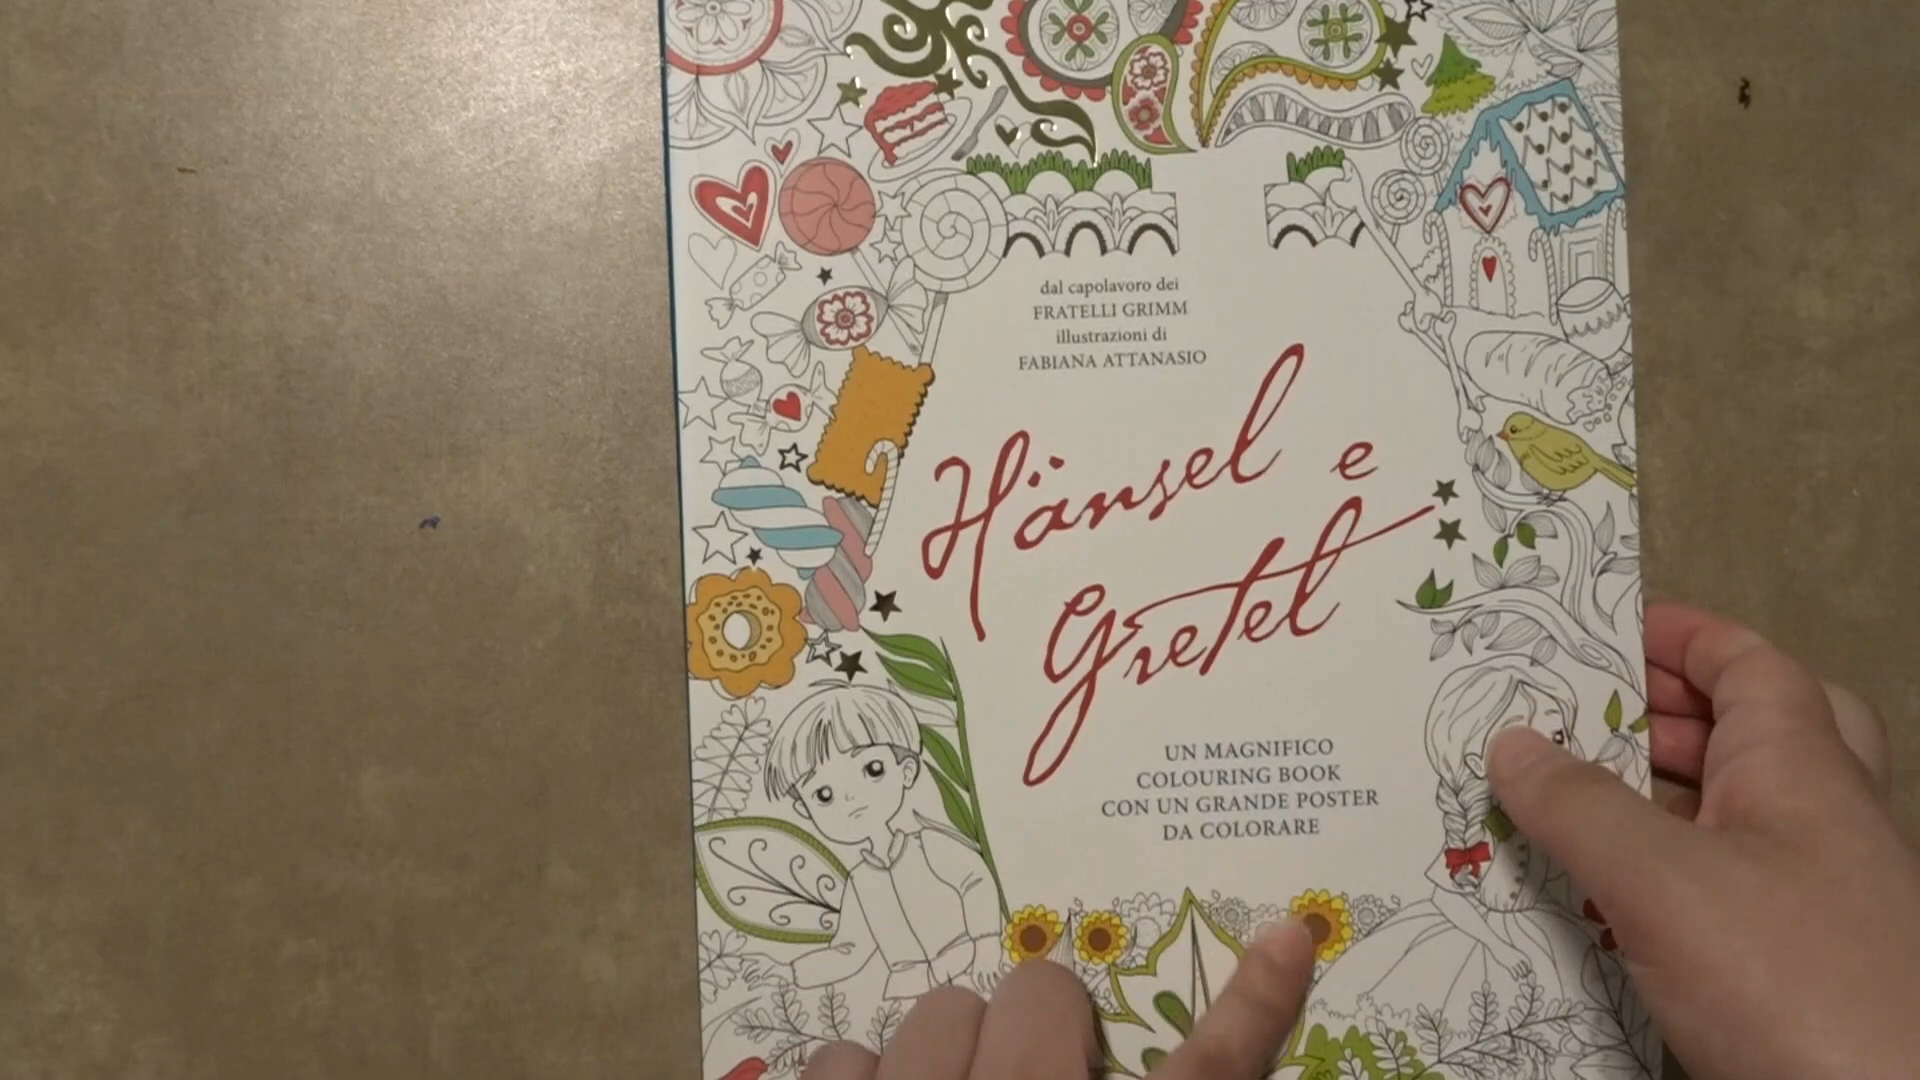 dal capolavoro dei
FRATELLI GRIMM
illustrazioni di
FABIANA ATTANASIO
Hänsel e
Gretel
UN MAGNIFICO
COLOURING BOOK
CON UN GRANDE POSTER
DA COLORARE